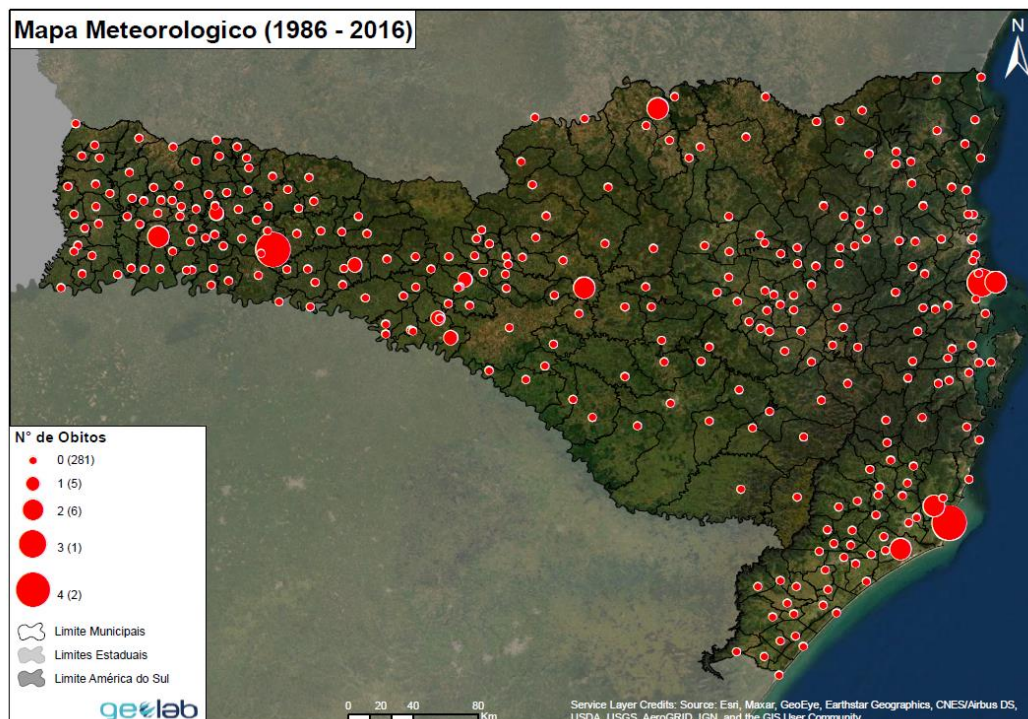 Mapa Meteorologico (1986 - 2016)
N
N° de Obitos
0 (281)
1 (5)
2 (6)
3 (1)
4 (2)
Limite Municipais
Limites Estaduais
Limite América do Sul
geolab
0 20 40 80
Km
Service Layer Credits: Source: Esri, Maxar, GeoEye, Earthstar Geographics, CNES/Airbus DS,
USDA, USGS, AeroGRID, IGN, and the GIS User Community